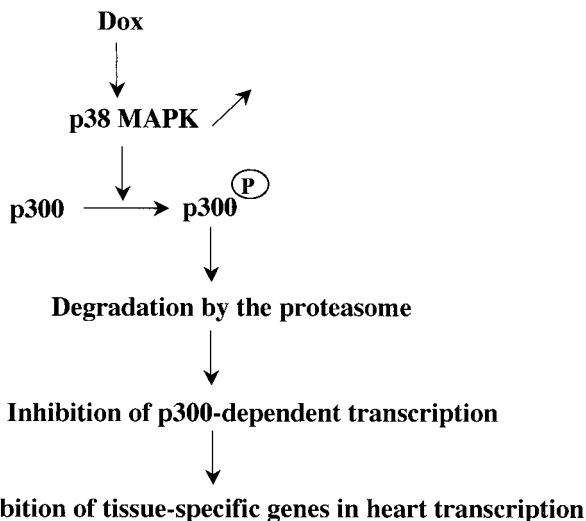 Dox
p38 MAPK
p300 p300 P
Degradation by the proteasome
Inhibition of p300-dependent transcription
bition of tissue-specific genes in heart transcription